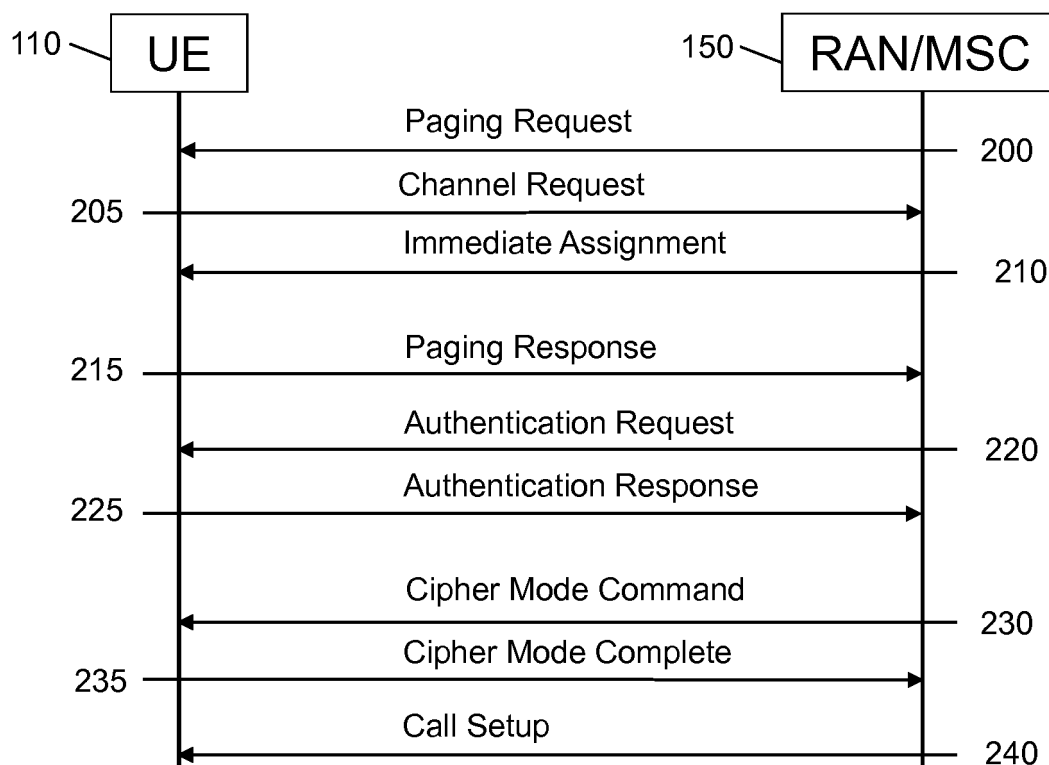 110 UE 150 RAN/MSC
Paging Request
200
Channel Request
205
Immediate Assignment
210
Paging Response
215
Authentication Request
220
Authentication Response
225
Cipher Mode Command
230
Cipher Mode Complete
235
Call Setup
240